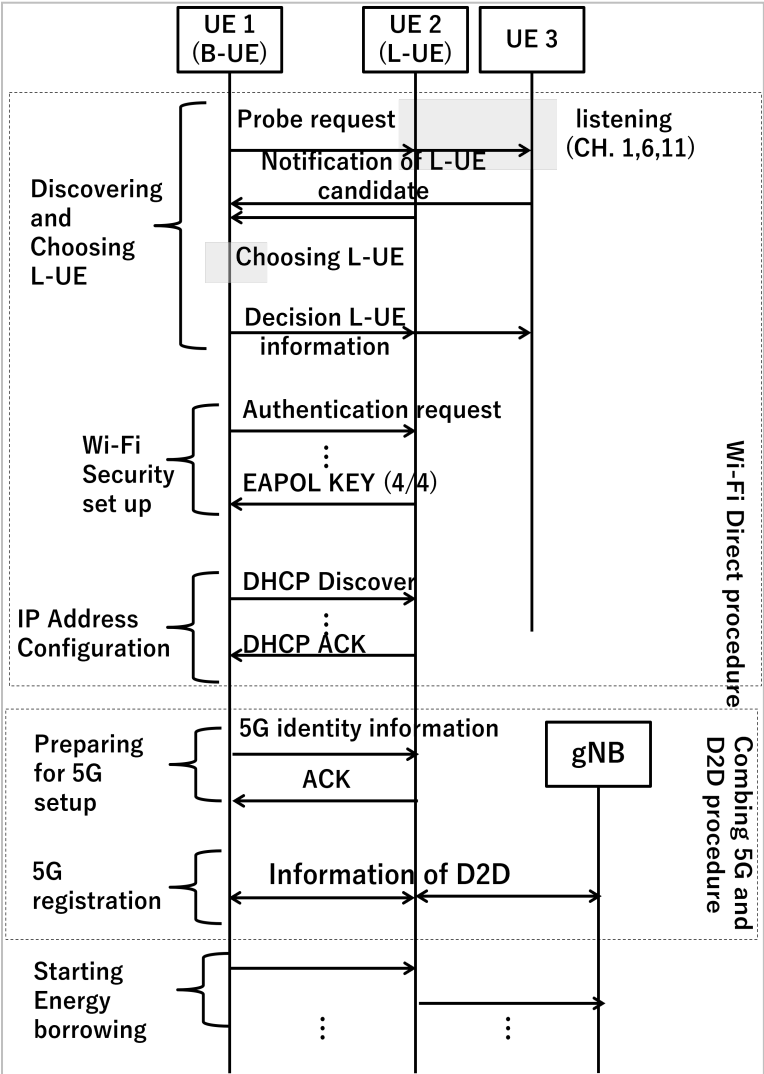 UE 1
(B-UE)
UE 2
(L-UE)
UE 3
Probe request
listening
(CH. 1,6,11)
Notification of L-UE
candidate
Discovering
and
Choosing
L-UE
Choosing L-UE
Decision L-UE
information
Authentication request
Wi-Fi
Security
set up
EAPOL KEY (4/4)
Wi-Fi Direct procedure
DHCP Discover
IP Address
Configuration
DHCP ACK
5G identity information
Preparing
for 5G
setup
ACK
gNB
Combing 5G and
D2D procedure
5G
registration
Information of D2D
Starting
Energy
borrowing